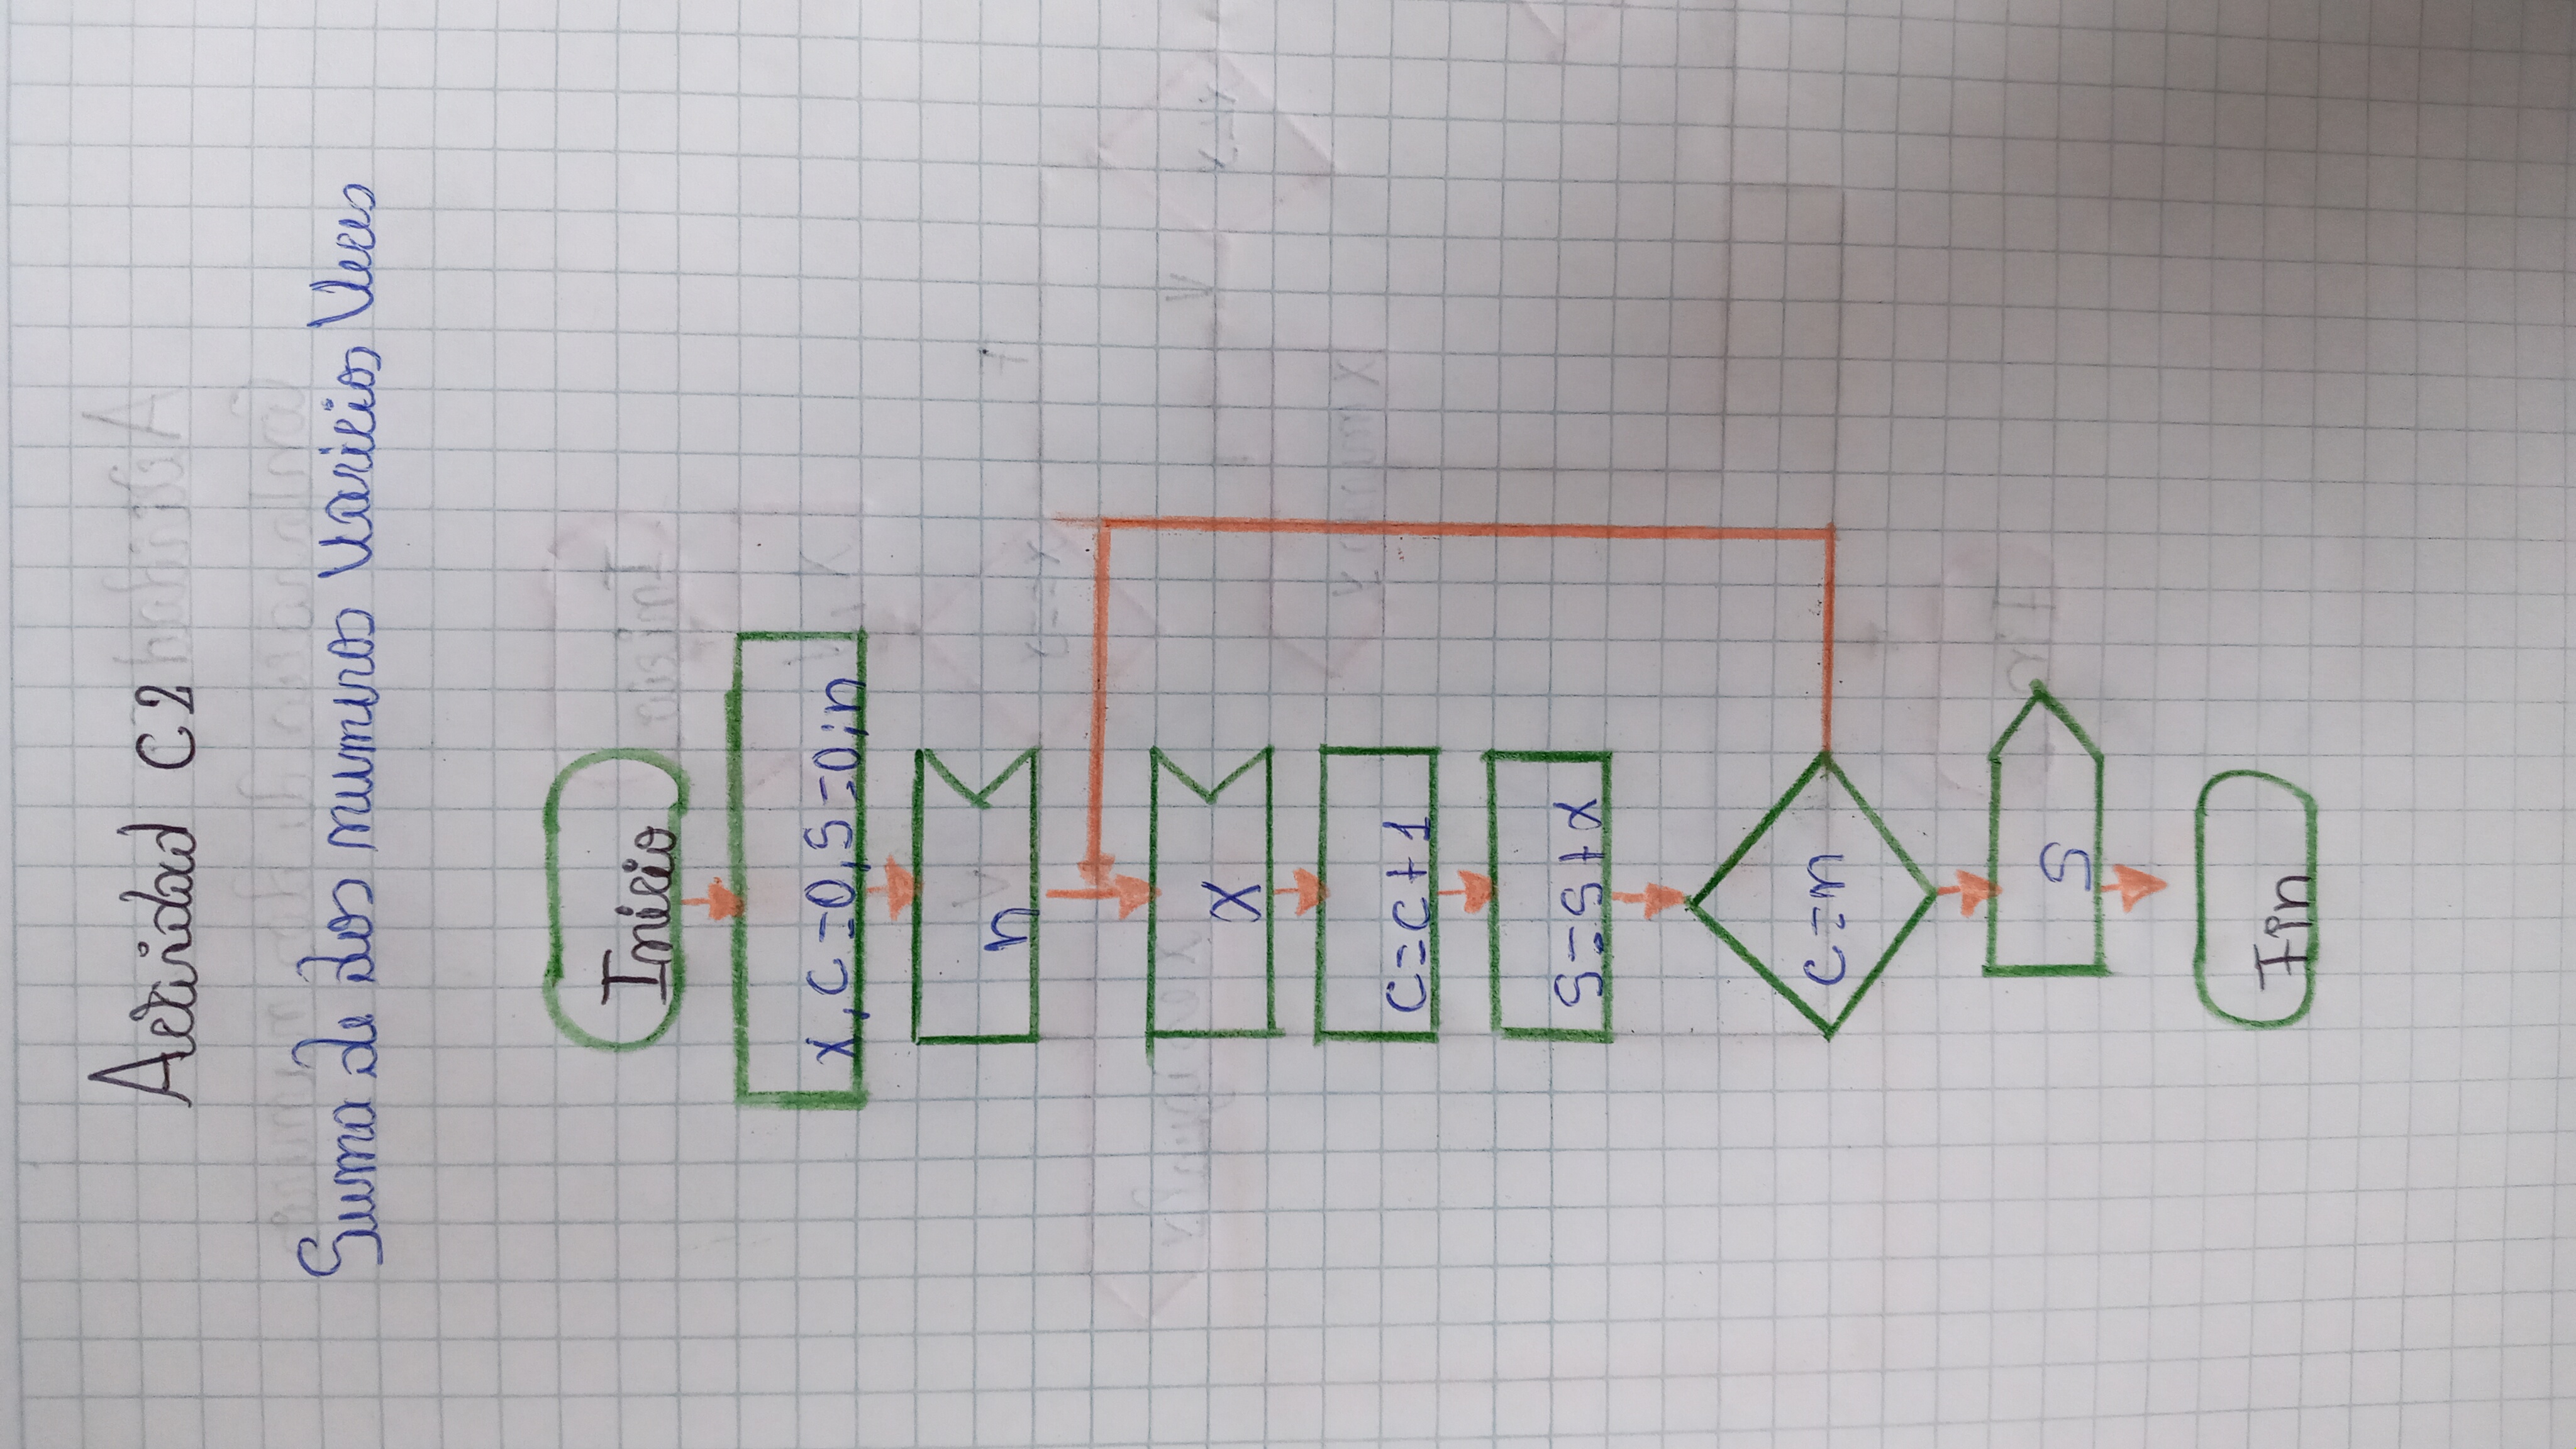 Actividad C2
Suma de dos numeros varicios veces
Inicio
x, C=0, S=0, n
n
x
C=C+1
S=S+x
C=n
S
Fin